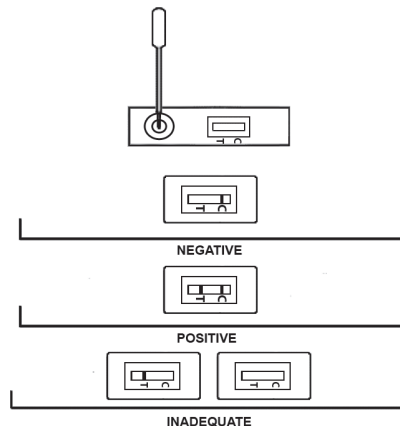 T C
T C
NEGATIVE
T C
POSITIVE
T C T C
INADEQUATE